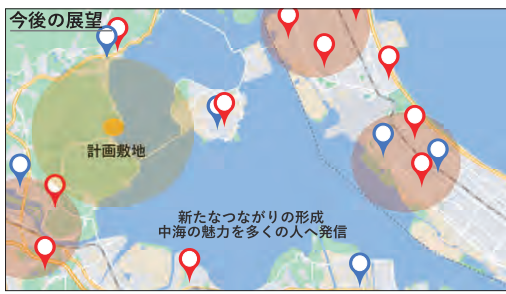 今後の展望
計画敷地
新たなつながりの形成
中海の魅力を多くの人へ発信